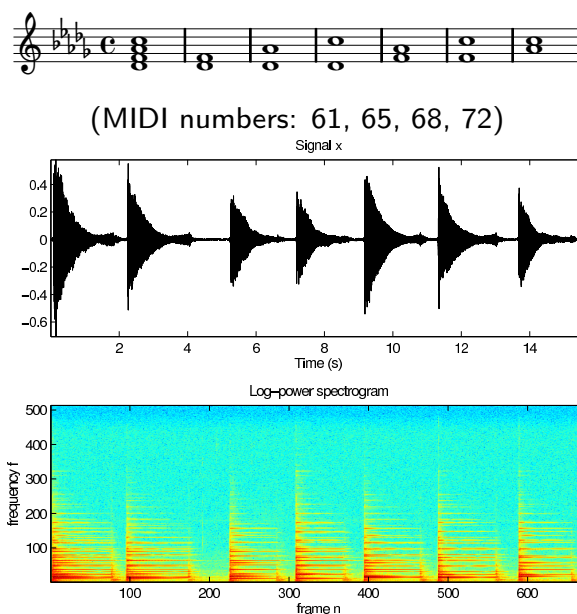 (MIDI numbers: 61, 65, 68, 72)
Signal x
0.4
0.2
0
−0.2
−0.4
−0.6
2 4 6 8 10 12 14
Time (s)
Log−power spectrogram
500
400
300
200
100
frequency f
100 200 300 400 500 600
frame n